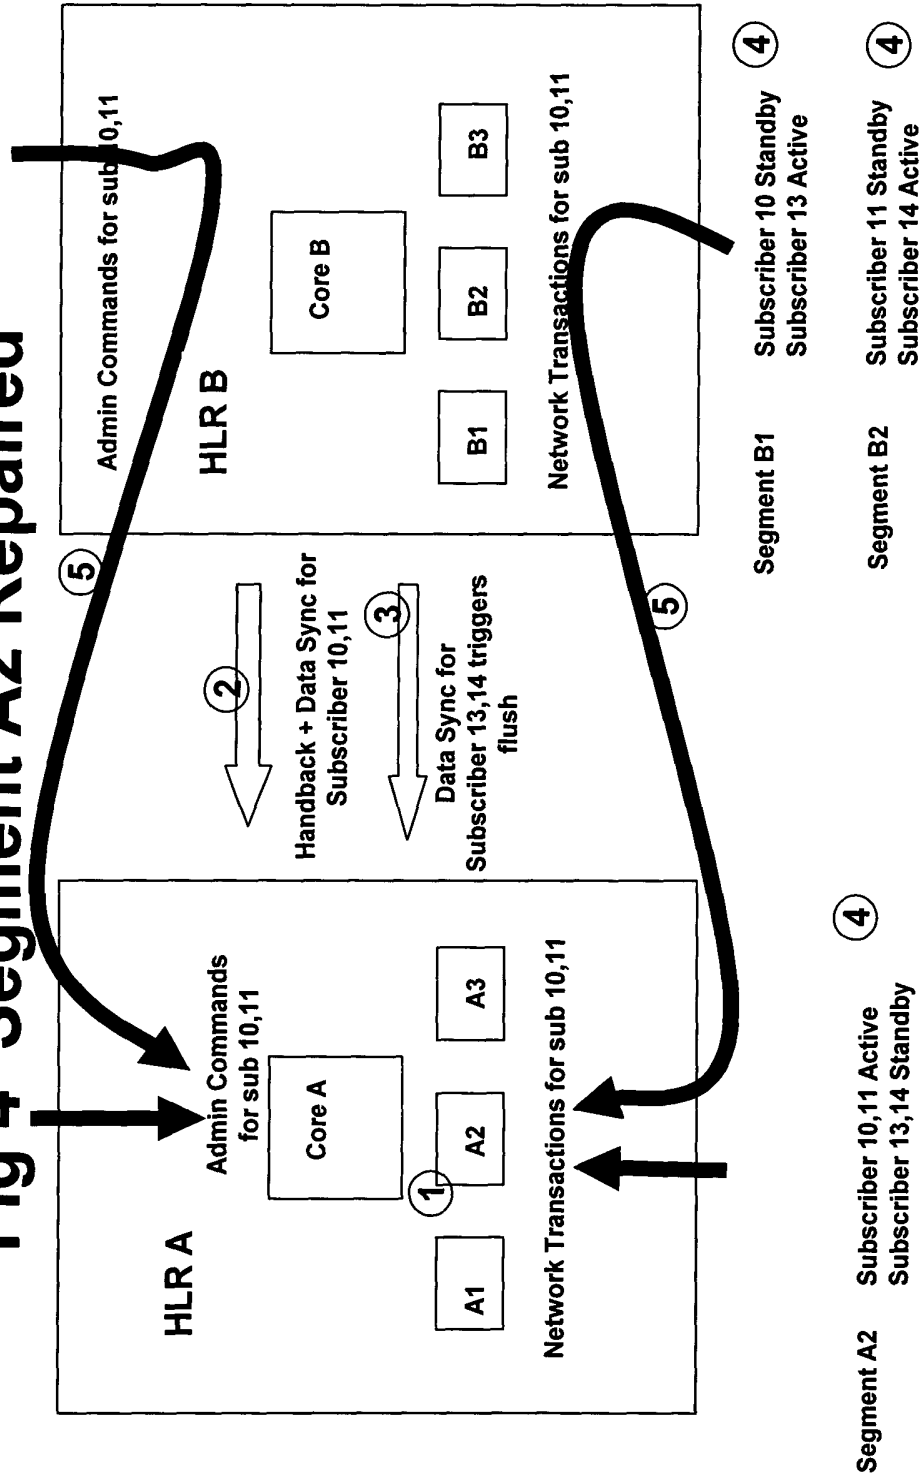 Fig 4 Segment A2 Repaired
HLR A
Admin Commands
for sub 10,11
Core A
1
A1
A2
A3
Network Transactions for sub 10,11
2
Handback + Data Sync for
Subscriber 10,11
3
Data Sync for
Subscriber 13,14 triggers
flush
5
5
Admin Commands for sub 10,11
HLR B
Core B
B1
B2
B3
Network Transactions for sub 10,11
Segment B1 Subscriber 10 Standby 4
Subscriber 13 Active
Segment B2 Subscriber 11 Standby 4
Subscriber 14 Active
Segment A2 Subscriber 10,11 Active 4
Subscriber 13,14 Standby